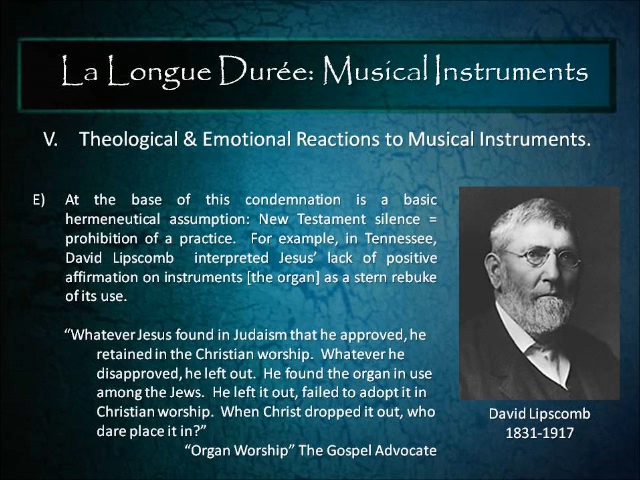 La Longue Durée: Musical Instruments
V. Theological & Emotional Reactions to Musical Instruments.
E) At the base of this condemnation is a basic
hermeneutical assumption: New Testament silence =
prohibition of a practice. For example, in Tennessee,
David Lipscomb interpreted Jesus’ lack of positive
affirmation on instruments [the organ] as a stern rebuke
of its use.
“Whatever Jesus found in Judaism that he approved, he
retained in the Christian worship. Whatever he
disapproved, he left out. He found the organ in use
among the Jews. He left it out, failed to adopt it in
Christian worship. When Christ dropped it out, who
dare place it in?”
“Organ Worship” The Gospel Advocate
David Lipscomb
1831-1917